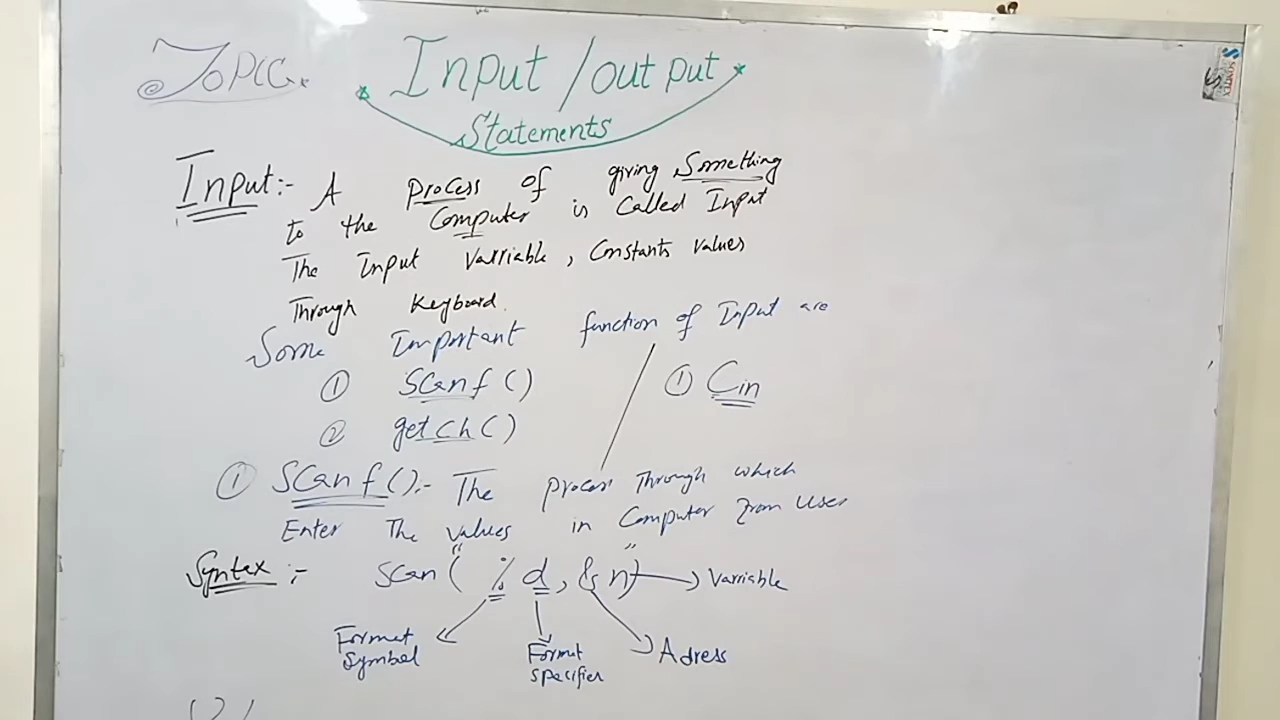 Topic.
Input / out put
Statements
Input:- A process of giving Something
to the Computer is Called Input
The Input Varriable, Constants values
Through Keyboard.
Some Important function of Input are
① Scanf ()
② getch()
① Cin
① Scanf():- The process Through which
Enter The values in Computer from User
Syntex :- Scan( " % d, & n) " → Varriable
Format symbol
Format specifier
Adress